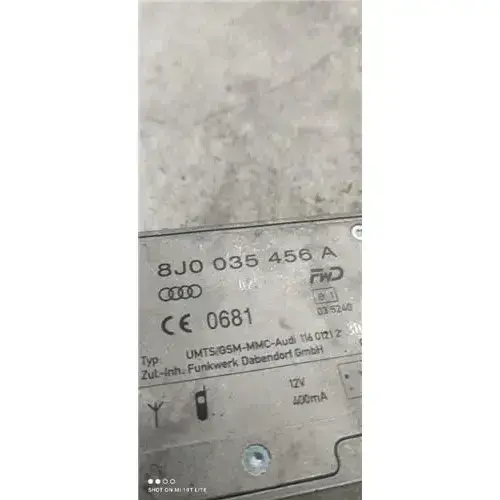 8J0 035 456 A
FWD
e 1
03 5240
CE 0681
Typ: UMTS/GSM-MMC-Audi 116 0121 2
Zul.-Inh.: Funkwerk Dabendorf GmbH
12V
400mA
SHOT ON MI 10T LITE